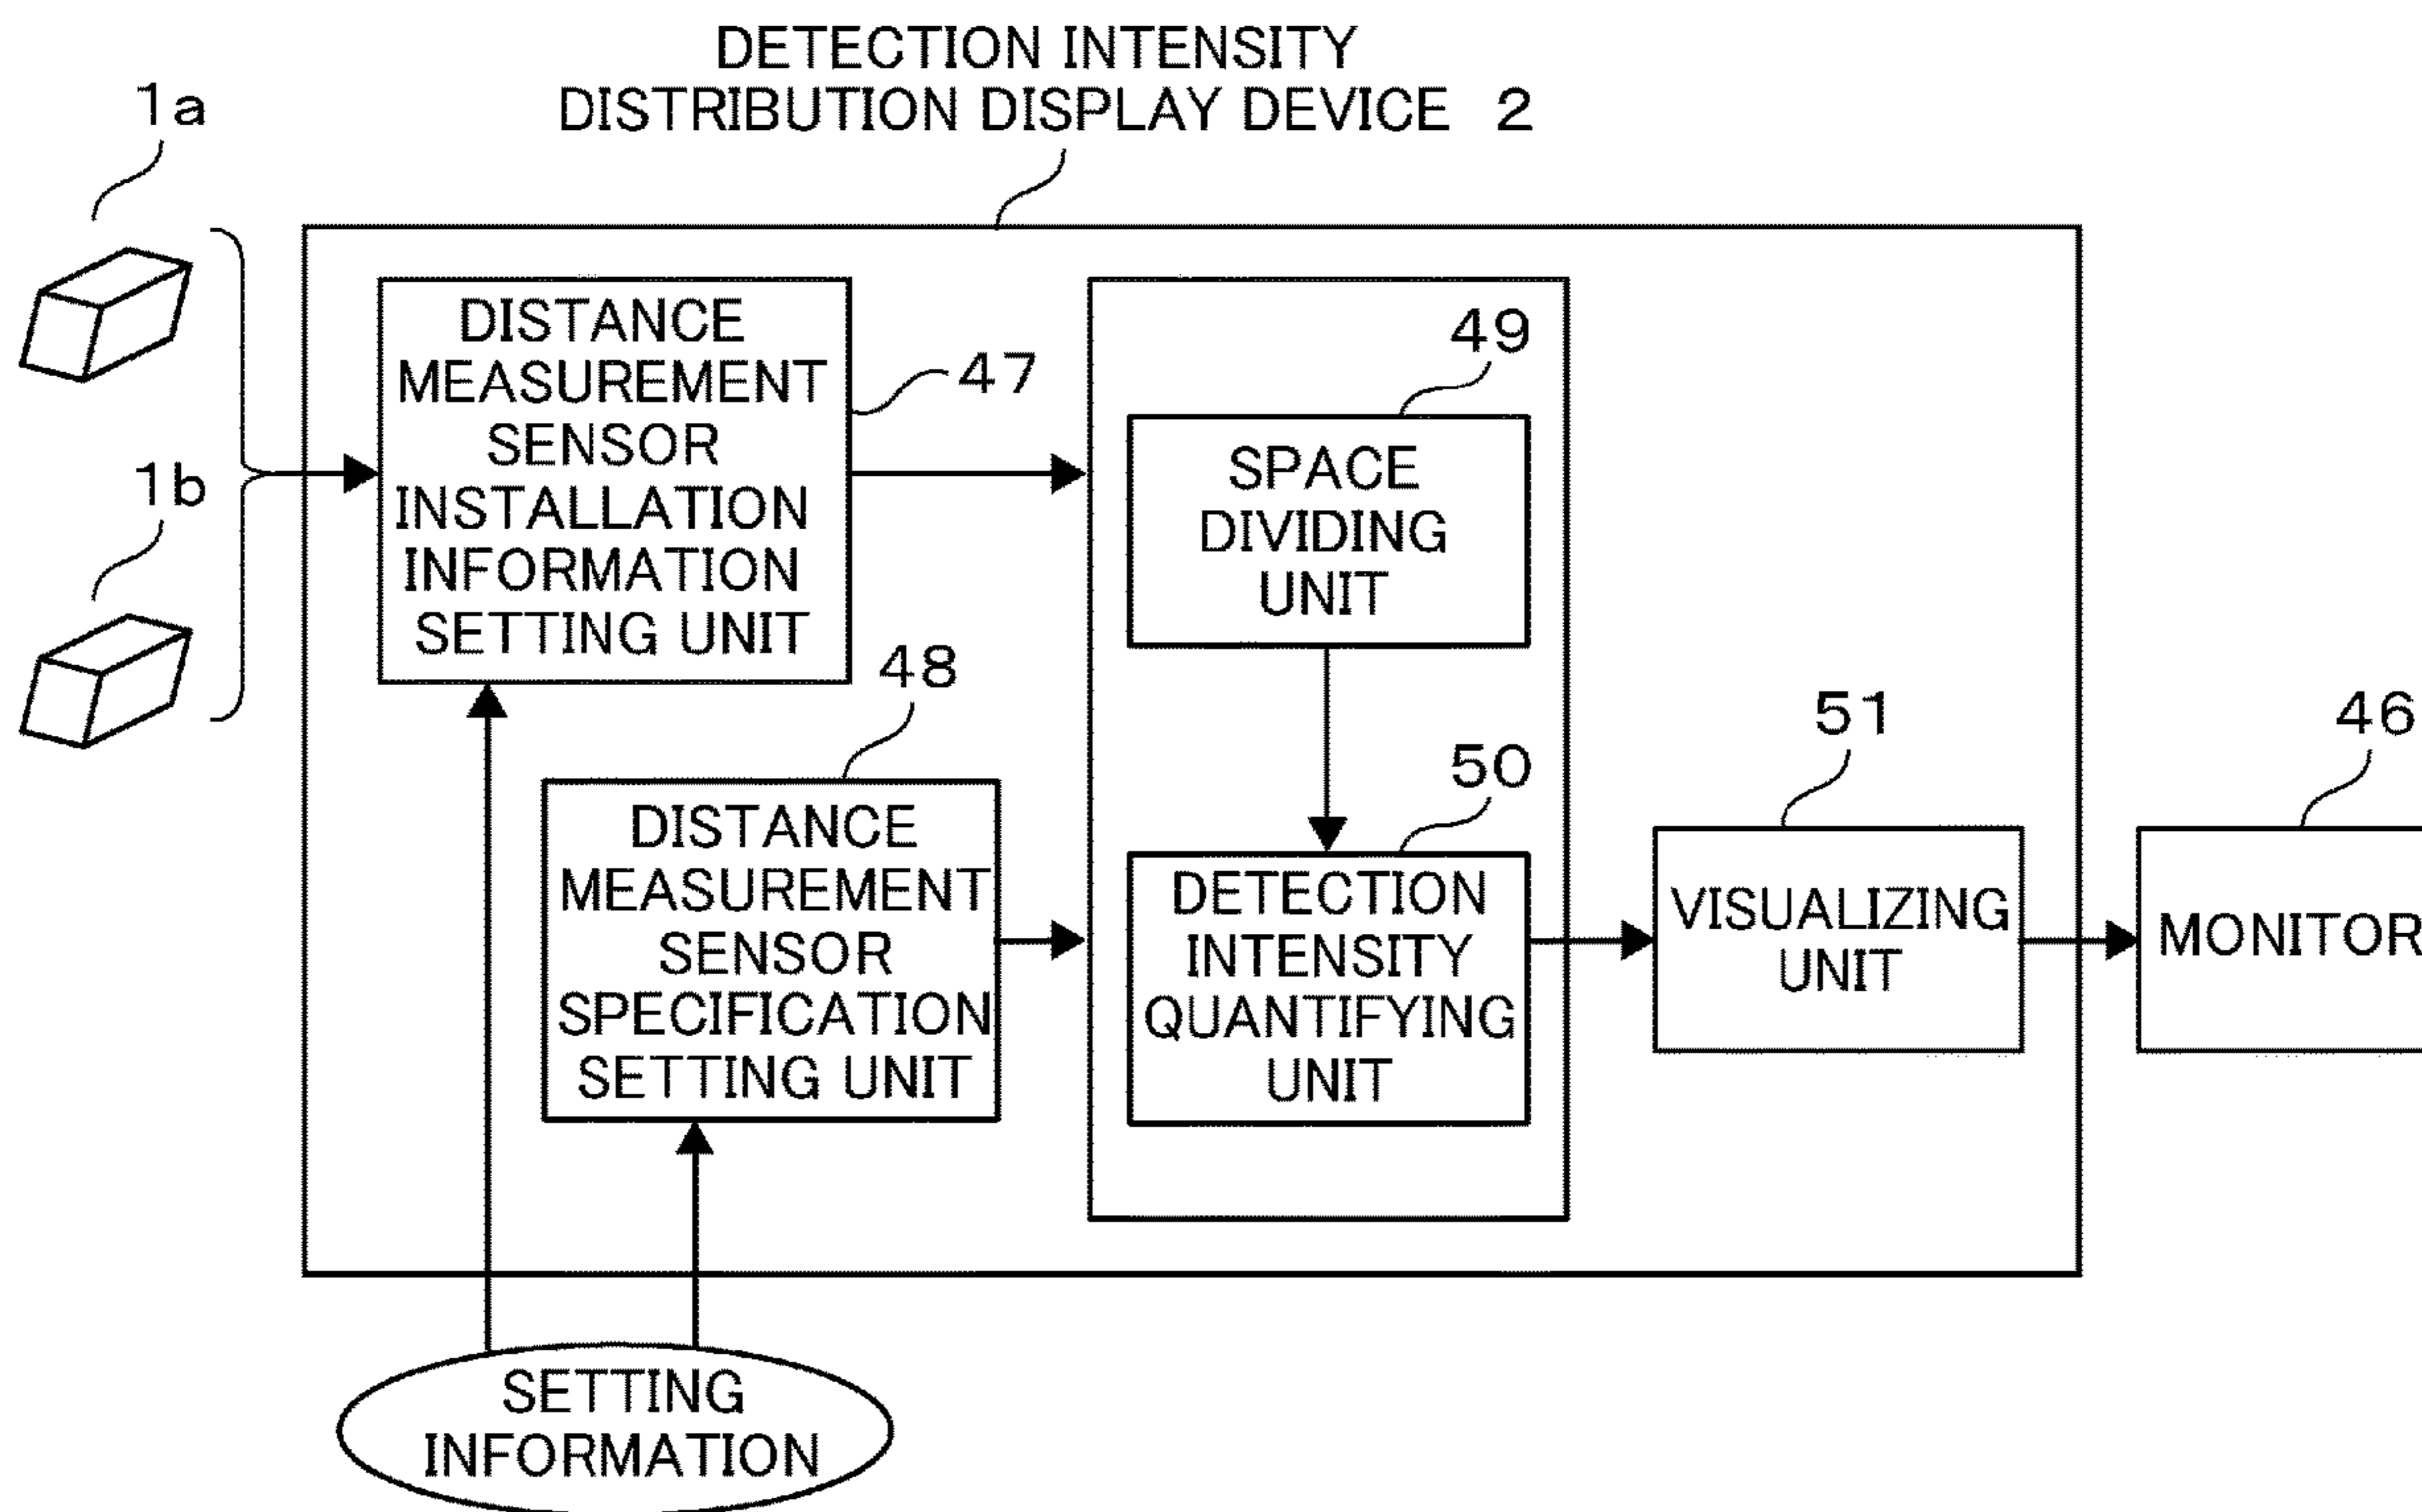 DETECTION INTENSITY
DISTRIBUTION DISPLAY DEVICE 2
1a
1b
DISTANCE
MEASUREMENT
SENSOR
INSTALLATION
INFORMATION
SETTING UNIT
47
48
DISTANCE
MEASUREMENT
SENSOR
SPECIFICATION
SETTING UNIT
49
SPACE
DIVIDING
UNIT
50
DETECTION
INTENSITY
QUANTIFYING
UNIT
51
VISUALIZING
UNIT
46
MONITOR
SETTING
INFORMATION